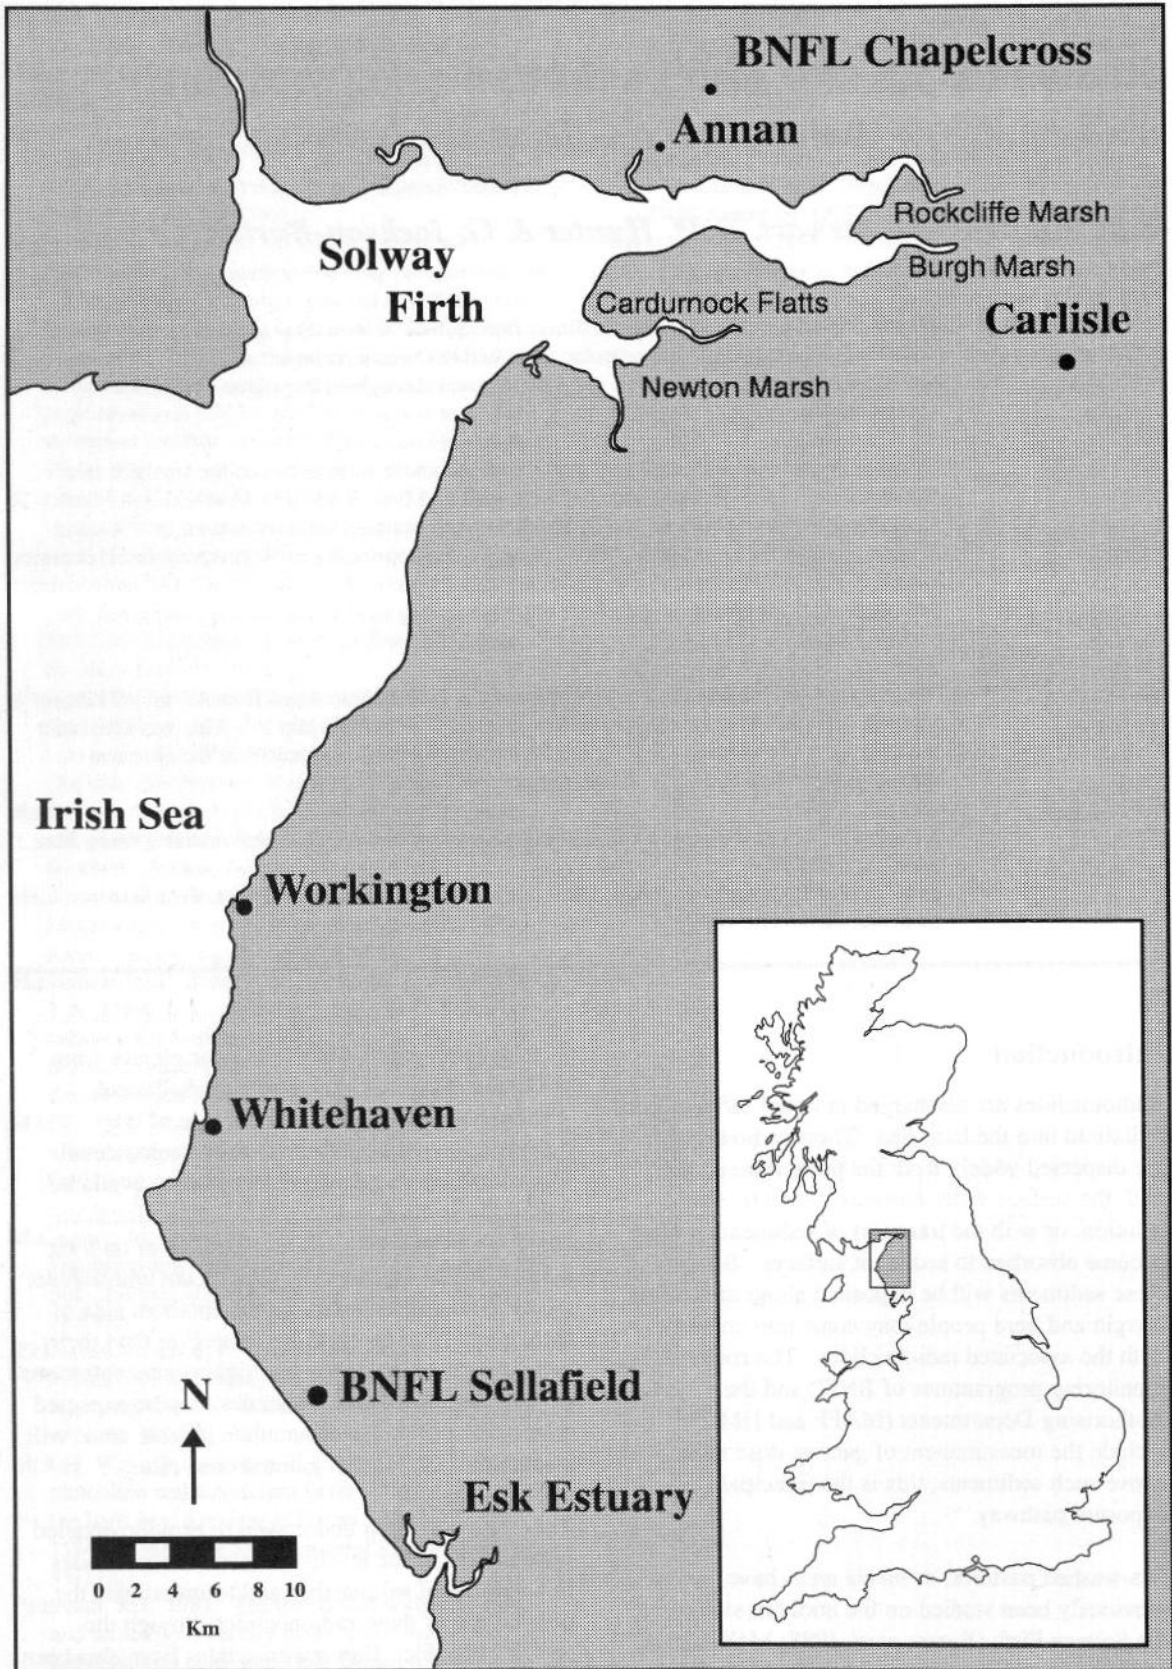 BNFL Chapelcross
Annan
Rockcliffe Marsh
Solway
Firth
Burgh Marsh
Cardurnock Flatts
Carlisle
Newton Marsh
Irish Sea
Workington
Whitehaven
N
BNFL Sellafield
Esk Estuary
0 2 4 6 8 10
Km